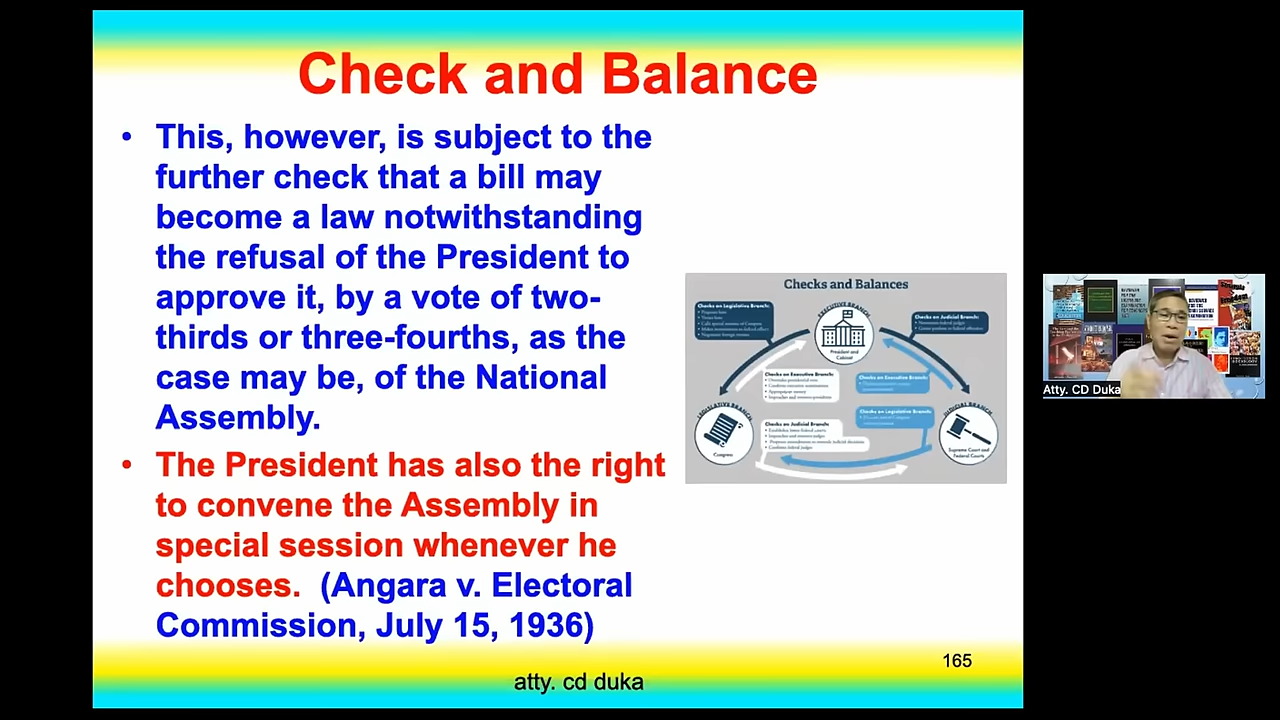 Check and Balance
• This, however, is subject to the
further check that a bill may
become a law notwithstanding
the refusal of the President to
approve it, by a vote of two-
thirds or three-fourths, as the
case may be, of the National
Assembly.
• The President has also the right
to convene the Assembly in
special session whenever he
chooses. (Angara v. Electoral
Commission, July 15, 1936)
Checks and Balances
Checks on Legislative Branch:
EXECUTIVE BRANCH
President and
Cabinet
Checks on Judicial Branch:
Checks on Executive Branch:
Checks on Executive Branch:
LEGISLATIVE BRANCH
Congress
Checks on Judicial Branch:
Checks on Legislative Branch:
JUDICIAL BRANCH
Supreme Court and
Federal Courts
165
atty. cd duka
Atty. CD Duka